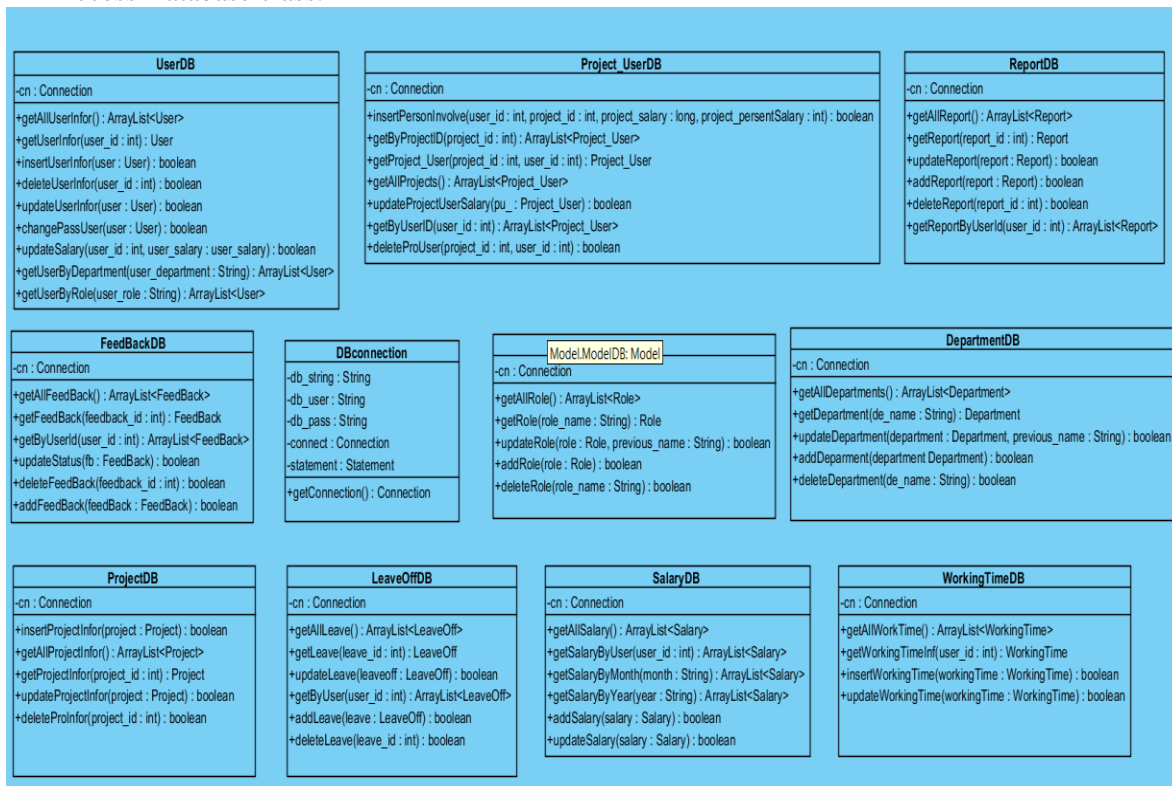 UserDB
-cn : Connection
+getAllUserInfor() : ArrayList<User>
+getUserInfor(user_id : int) : User
+insertUserInfor(user : User) : boolean
+deleteUserInfor(user_id : int) : boolean
+updateUserInfor(user : User) : boolean
+changePassUser(user : User) : boolean
+updateSalary(user_id : int, user_salary : user_salary) : boolean
+getUserByDepartment(user_department : String) : ArrayList<User>
+getUserByRole(user_role : String) : ArrayList<User>
Project_UserDB
-cn : Connection
+insertPersonInvolve(user_id : int, project_id : int, project_salary : long, project_persentSalary : int) : boolean
+getByProjectID(project_id : int) : ArrayList<Project_User>
+getProject_User(project_id : int, user_id : int) : Project_User
+getAllProjects() : ArrayList<Project_User>
+updateProjectUserSalary(pu_ : Project_User) : boolean
+getByUserID(user_id : int) : ArrayList<Project_User>
+deleteProUser(project_id : int, user_id : int) : boolean
ReportDB
-cn : Connection
+getAllReport() : ArrayList<Report>
+getReport(report_id : int) : Report
+updateReport(report : Report) : boolean
+addReport(report : Report) : boolean
+deleteReport(report_id : int) : boolean
+getReportByUserId(user_id : int) : ArrayList<Report>
FeedBackDB
-cn : Connection
+getAllFeedBack() : ArrayList<FeedBack>
+getFeedBack(feedback_id : int) : FeedBack
+getByUserId(user_id : int) : ArrayList<FeedBack>
+updateStatus(fb : FeedBack) : boolean
+deleteFeedBack(feedback_id : int) : boolean
+addFeedBack(feedBack : FeedBack) : boolean
DBconnection
-db_string : String
-db_user : String
-db_pass : String
-connect : Connection
-statement : Statement
+getConnection() : Connection
Model.ModelDB: Model
-cn : Connection
+getAllRole() : ArrayList<Role>
+getRole(role_name : String) : Role
+updateRole(role : Role, previous_name : String) : boolean
+addRole(role : Role) : boolean
+deleteRole(role_name : String) : boolean
DepartmentDB
-cn : Connection
+getAllDepartments() : ArrayList<Department>
+getDepartment(de_name : String) : Department
+updateDepartment(department : Department, previous_name : String) : boolean
+addDeparment(department Department) : boolean
+deleteDepartment(de_name : String) : boolean
ProjectDB
-cn : Connection
+insertProjectInfor(project : Project) : boolean
+getAllProjectInfor() : ArrayList<Project>
+getProjectInfor(project_id : int) : Project
+updateProjectInfor(project : Project) : boolean
+deleteProInfor(project_id : int) : boolean
LeaveOffDB
-cn : Connection
+getAllLeave() : ArrayList<LeaveOff>
+getLeave(leave_id : int) : LeaveOff
+updateLeave(leaveoff : LeaveOff) : boolean
+getByUser(user_id : int) : ArrayList<LeaveOff>
+addLeave(leave : LeaveOff) : boolean
+deleteLeave(leave_id : int) : boolean
SalaryDB
-cn : Connection
+getAllSalary() : ArrayList<Salary>
+getSalaryByUser(user_id : int) : ArrayList<Salary>
+getSalaryByMonth(month : String) : ArrayList<Salary>
+getSalaryByYear(year : String) : ArrayList<Salary>
+addSalary(salary : Salary) : boolean
+updateSalary(salary : Salary) : boolean
WorkingTimeDB
-cn : Connection
+getAllWorkTime() : ArrayList<WorkingTime>
+getWorkingTimeInf(user_id : int) : WorkingTime
+insertWorkingTime(workingTime : WorkingTime) : boolean
+updateWorkingTime(workingTime : WorkingTime) : boolean